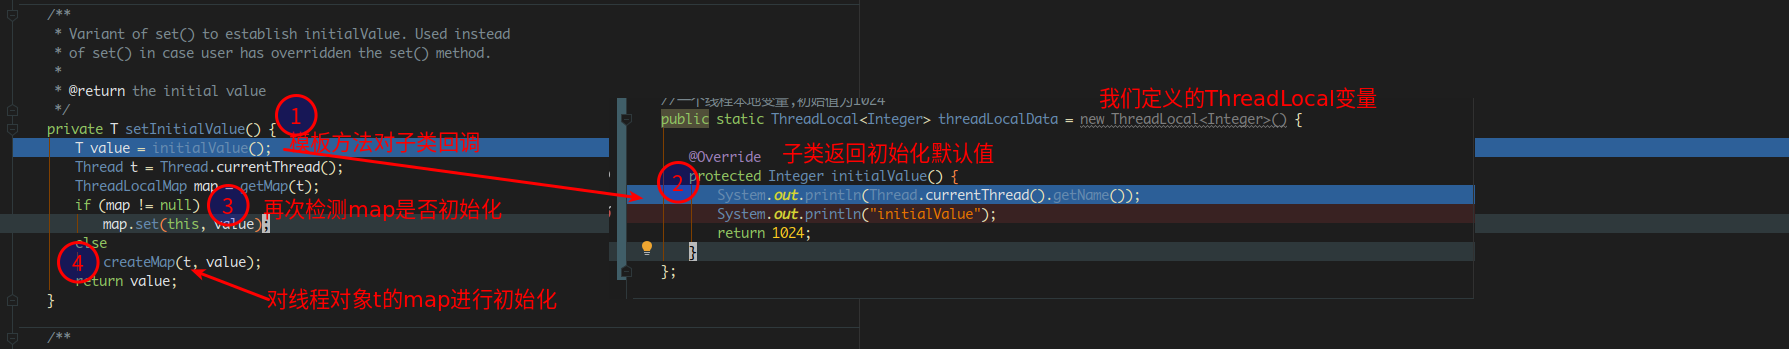 /**
* Variant of set() to establish initialValue. Used instead
* of set() in case user has overridden the set() method.
*
* @return the initial value
*/
1
private T setInitialValue() {
T value = initialValue();
模板方法对子类回调
Thread t = Thread.currentThread();
ThreadLocalMap map = getMap(t);
if (map != null)
3
再次检测map是否初始化
map.set(this, value);
else
4
createMap(t, value);
return value;
对线程对象t的map进行初始化
}
/**
//一个线程本地变量,初始值为1024
我们定义的ThreadLocal变量
public static ThreadLocal<Integer> threadLocalData = new ThreadLocal<Integer>() {
@Override
子类返回初始化默认值
2
protected Integer initialValue() {
System.out.println(Thread.currentThread().getName());
System.out.println("initialValue");
return 1024;
}
};